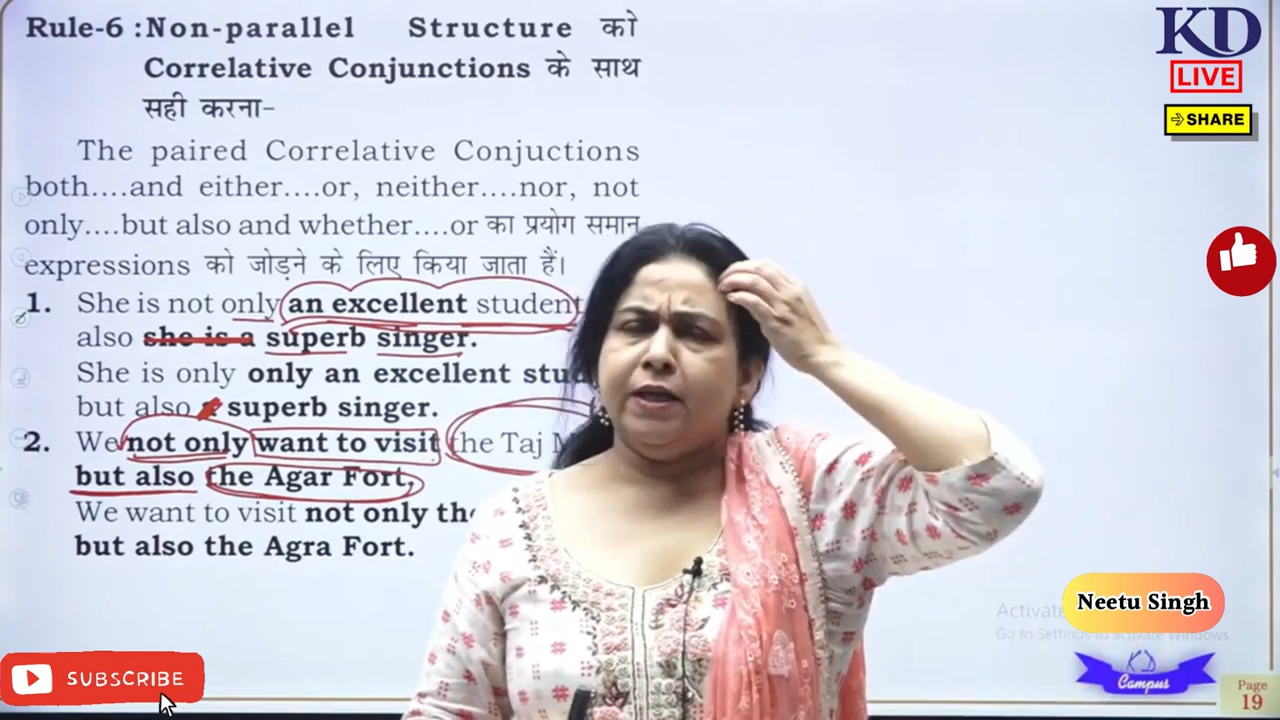 Rule-6 : Non-parallel Structure को
Correlative Conjunctions के साथ
सही करना-
The paired Correlative Conjuctions
both....and either....or, neither....nor, not
only....but also and whether....or का प्रयोग समान
expressions को जोड़ने के लिए किया जाता हैं।
1. She is not only an excellent student
also she is a superb singer.
She is only only an excellent
but also a superb singer.
2. We not only want to visit the Taj
but also the Agar Fort,
We want to visit not only
but also the Agra Fort.
KD
LIVE
SHARE
Neetu Singh
Activate
Go to Settings to activate Windows.
Campus
Page
19
SUBSCRIBE